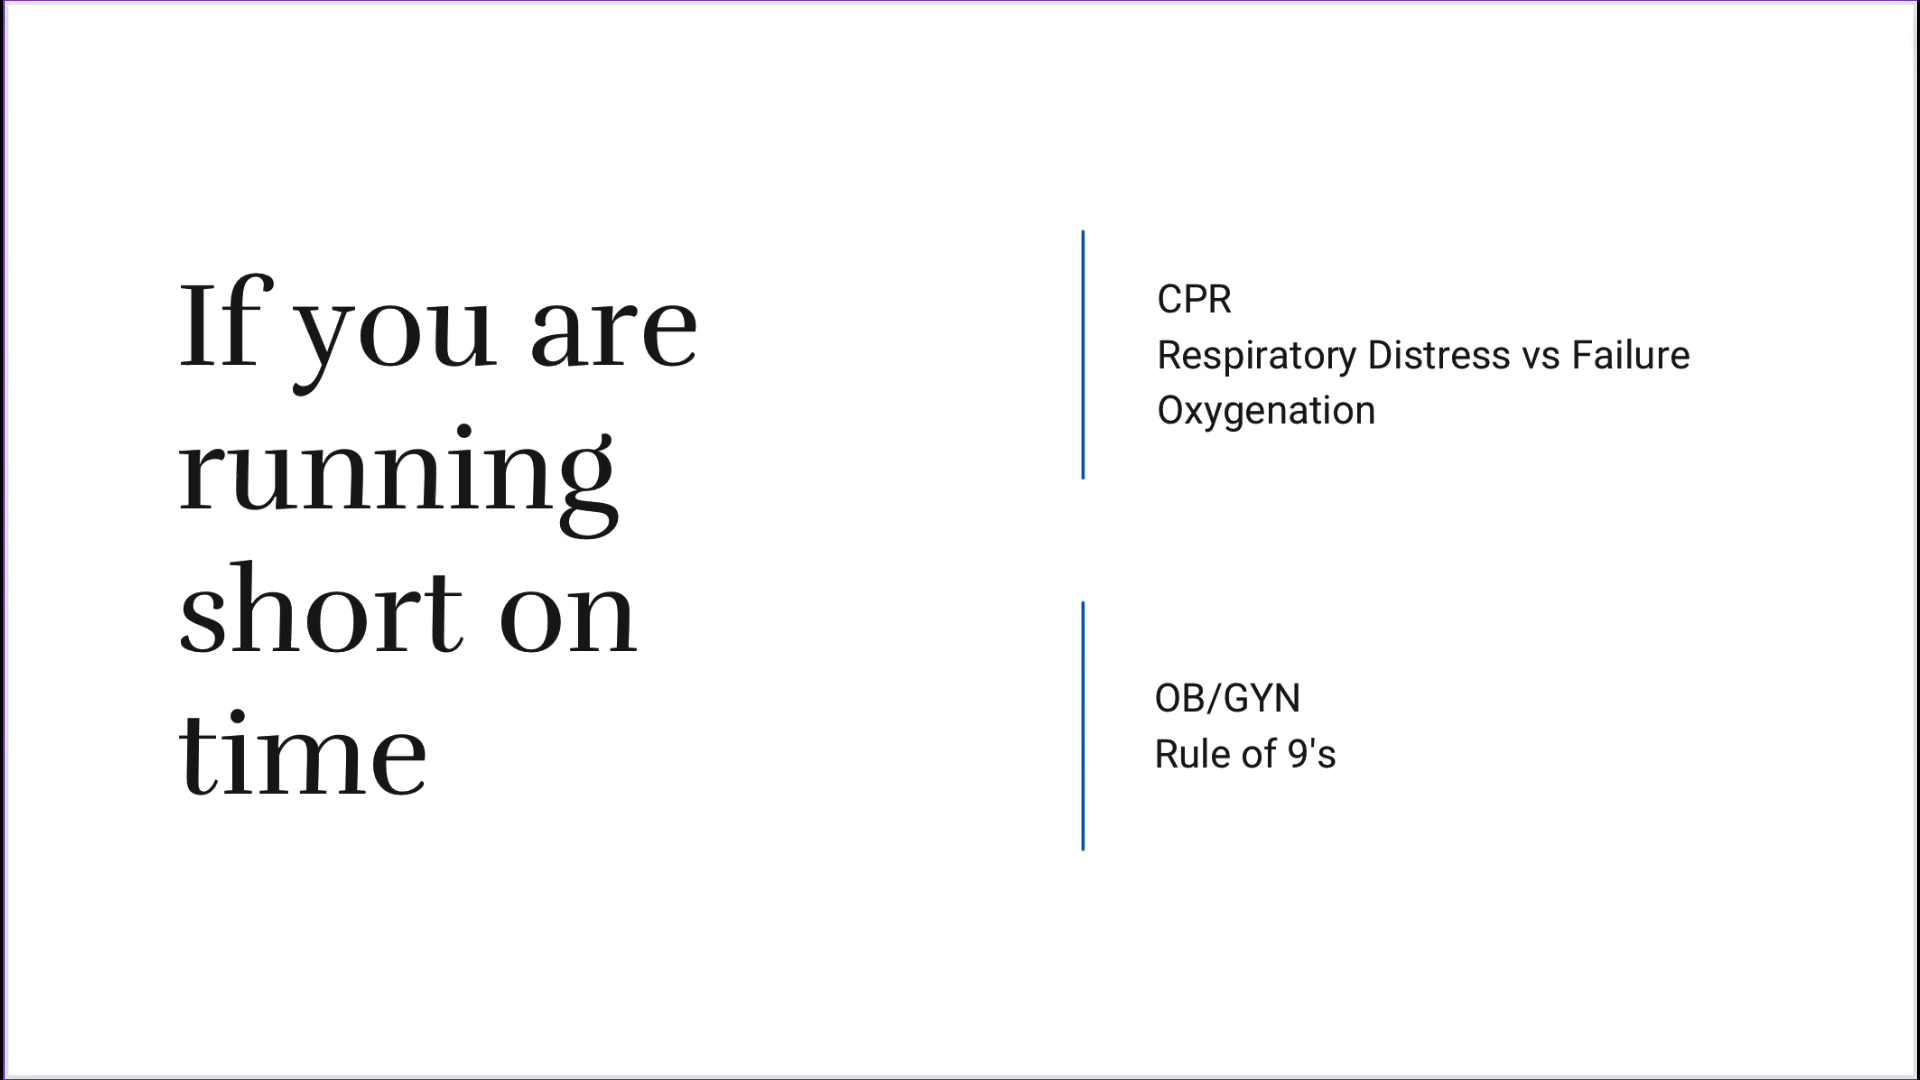 If you are
running
short on
time
CPR
Respiratory Distress vs Failure
Oxygenation
OB/GYN
Rule of 9's